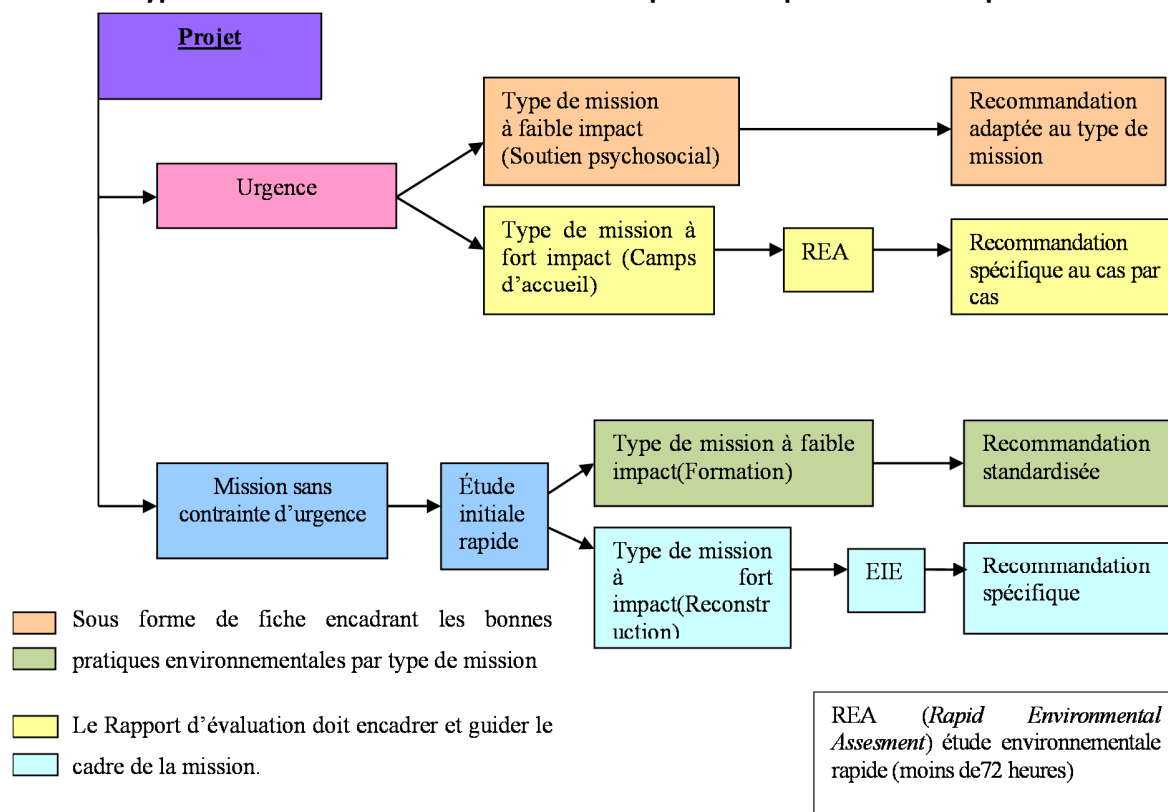 Projet
Type de mission
à faible impact
(Soutien psychosocial)
Recommandation
adaptée au type de
mission
Urgence
Type de mission à
fort impact (Camps
d’accueil)
REA
Recommandation
spécifique au cas par
cas
Mission sans
contrainte d’urgence
Étude
initiale
rapide
Type de mission à faible
impact(Formation)
Recommandation
standardisée
Type de mission
à fort
impact(Reconstr
uction)
EIE
Recommandation
spécifique
Sous forme de fiche encadrant les bonnes
pratiques environnementales par type de mission
Le Rapport d’évaluation doit encadrer et guider le
cadre de la mission.
REA (Rapid Environmental
Assesment) étude environnementale
rapide (moins de72 heures)